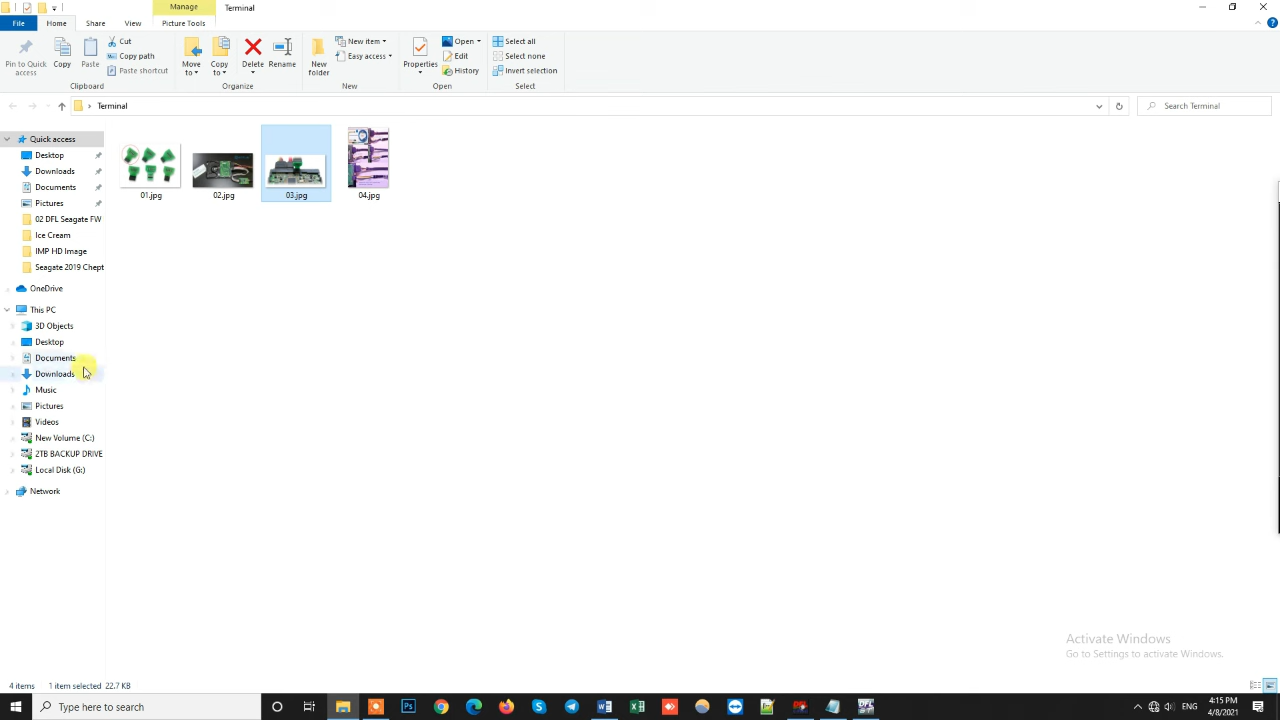 Manage
Terminal
File
Home
Share
View
Picture Tools
Pin to Quick access
Copy
Paste
Cut
Copy path
Paste shortcut
Move to
Copy to
Delete
Rename
New folder
New item
Easy access
Properties
Open
Edit
History
Select all
Select none
Invert selection
Clipboard
Organize
New
Open
Select
Terminal
Search Terminal
Quick access
Desktop
Downloads
Documents
Pictures
02 DFL Seagate FW
Ice Cream
IMP HD Image
Seagate 2019 Chept
OneDrive
This PC
3D Objects
Desktop
Documents
Downloads
Music
Pictures
Videos
New Volume (C:)
2TB BACKUP DRIVE
Local Disk (G:)
Network
01.jpg
02.jpg
03.jpg
04.jpg
Activate Windows
Go to Settings to activate Windows.
4 items
1 item selected 22.7 KB
Type here to search
ENG
4:15 PM
4/8/2021